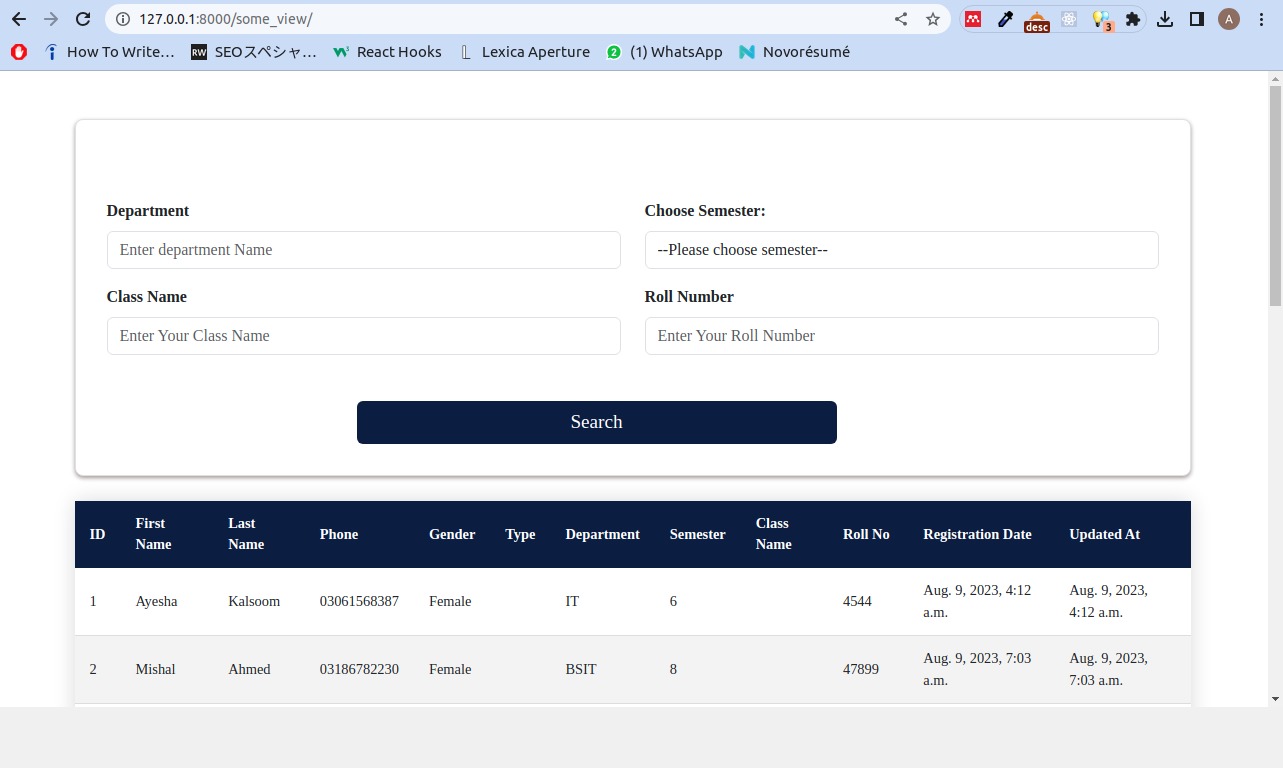 127.0.0.1:8000/some_view/
desc
3
A
How To Write...
RW SEOスペシャ...
React Hooks
Lexica Aperture
2 (1) WhatsApp
Novorésumé
Department
Choose Semester:
Enter department Name
--Please choose semester--
Class Name
Roll Number
Enter Your Class Name
Enter Your Roll Number
Search
ID First Name Last Name Phone Gender Type Department Semester Class Name Roll No Registration Date Updated At
1 Ayesha Kalsoom 03061568387 Female IT 6 4544 Aug. 9, 2023, 4:12 a.m. Aug. 9, 2023, 4:12 a.m.
2 Mishal Ahmed 03186782230 Female BSIT 8 47899 Aug. 9, 2023, 7:03 a.m. Aug. 9, 2023, 7:03 a.m.